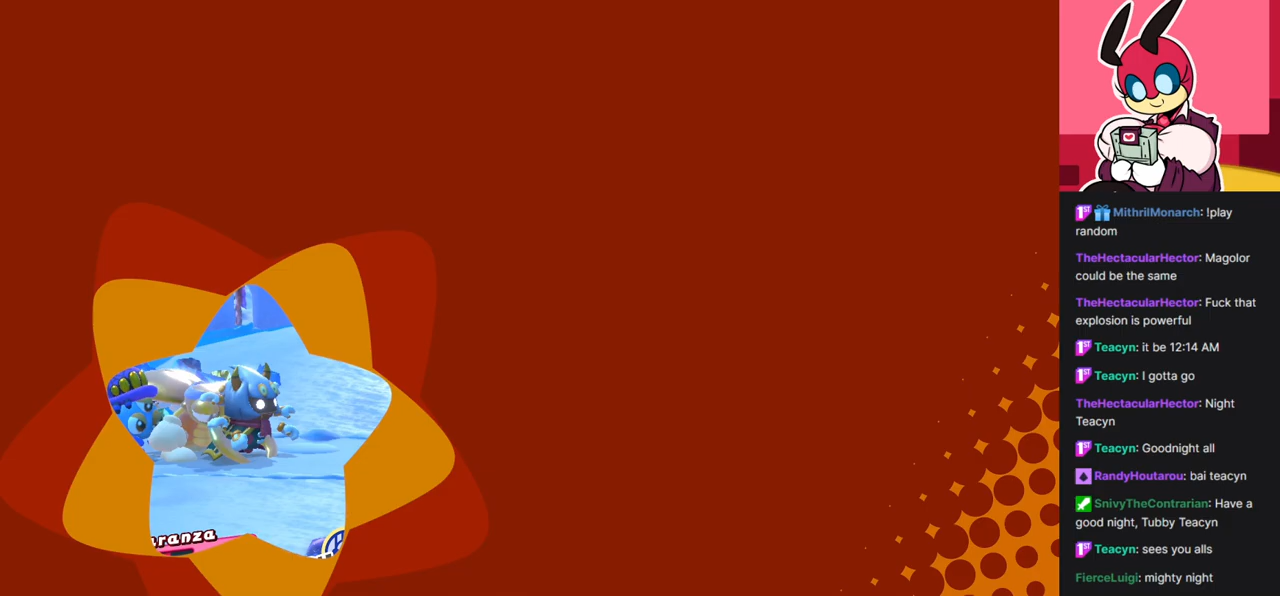 MithrilMonarch: !play
random
TheHectacularHector: Magolor
could be the same
TheHectacularHector: Fuck that
explosion is powerful
Teacyn: it be 12:14 AM
Teacyn: I gotta go
TheHectacularHector: Night
Teacyn
Teacyn: Goodnight all
RandyHoutarou: bai teacyn
SnivyTheContrarian: Have a
good night, Tubby Teacyn
Teacyn: sees you alls
FierceLuigi: mighty night
aranza